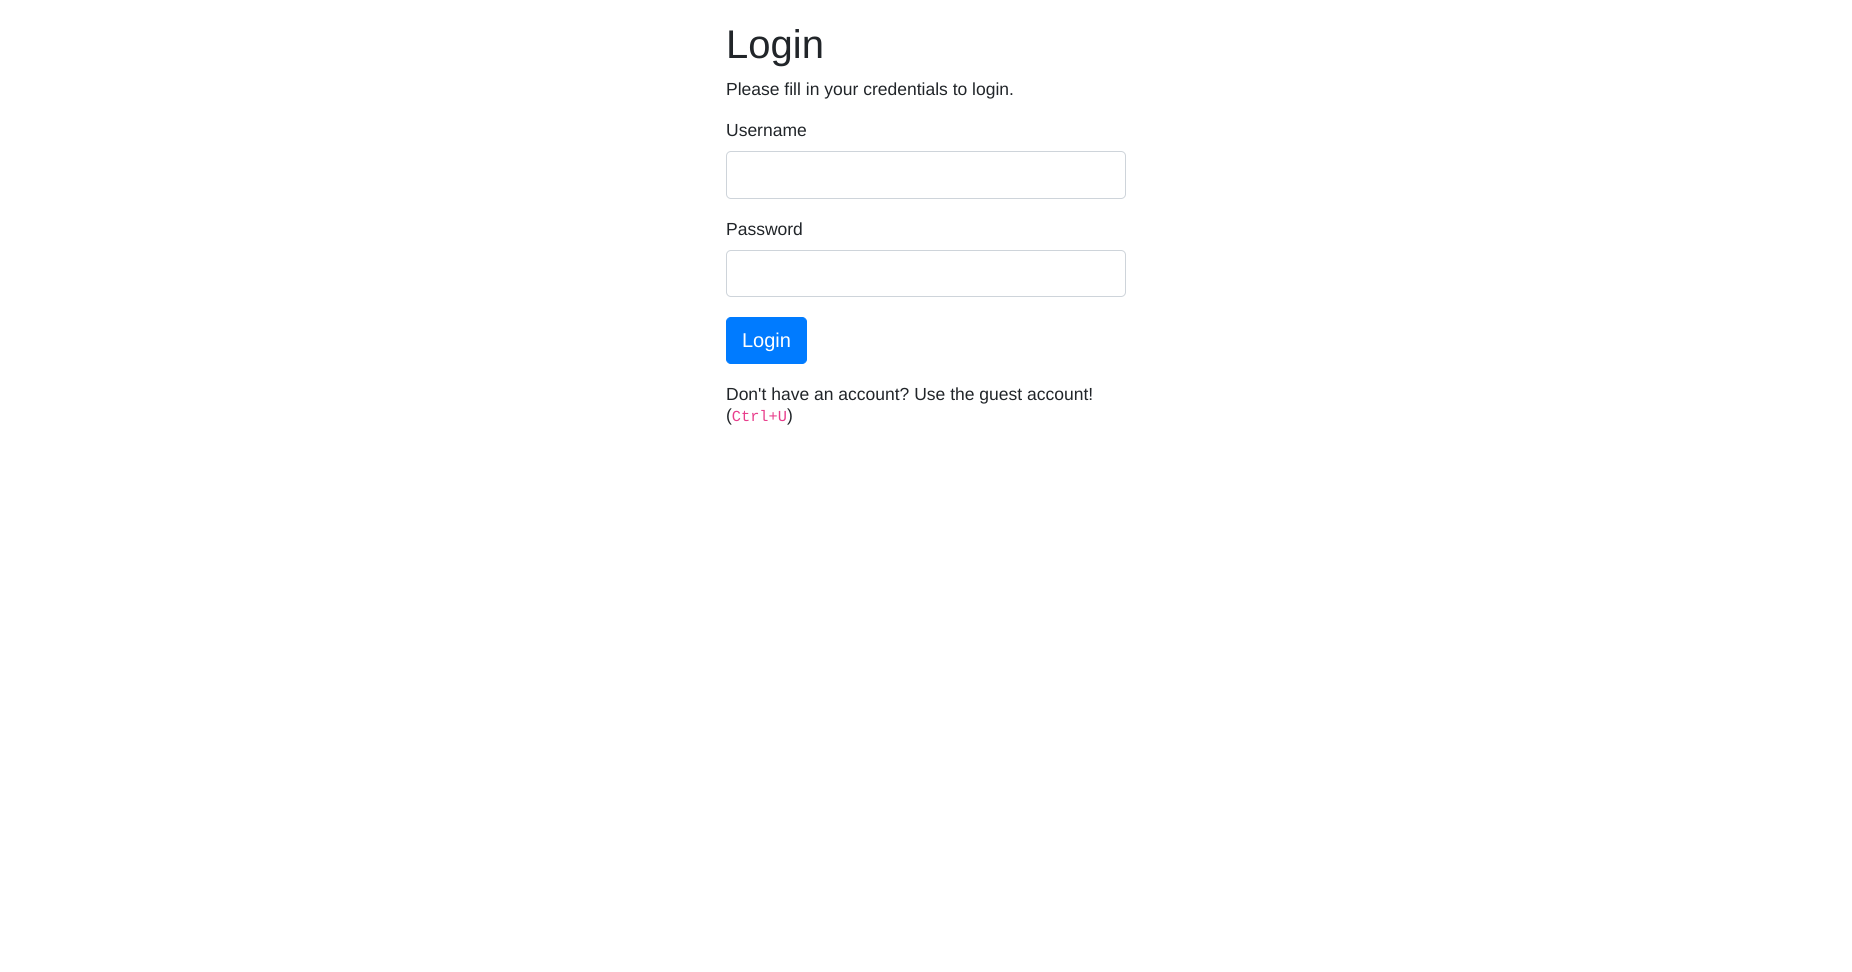 Login
Please fill in your credentials to login.
Username
Password
Login
Don't have an account? Use the guest account!
(Ctrl+U)